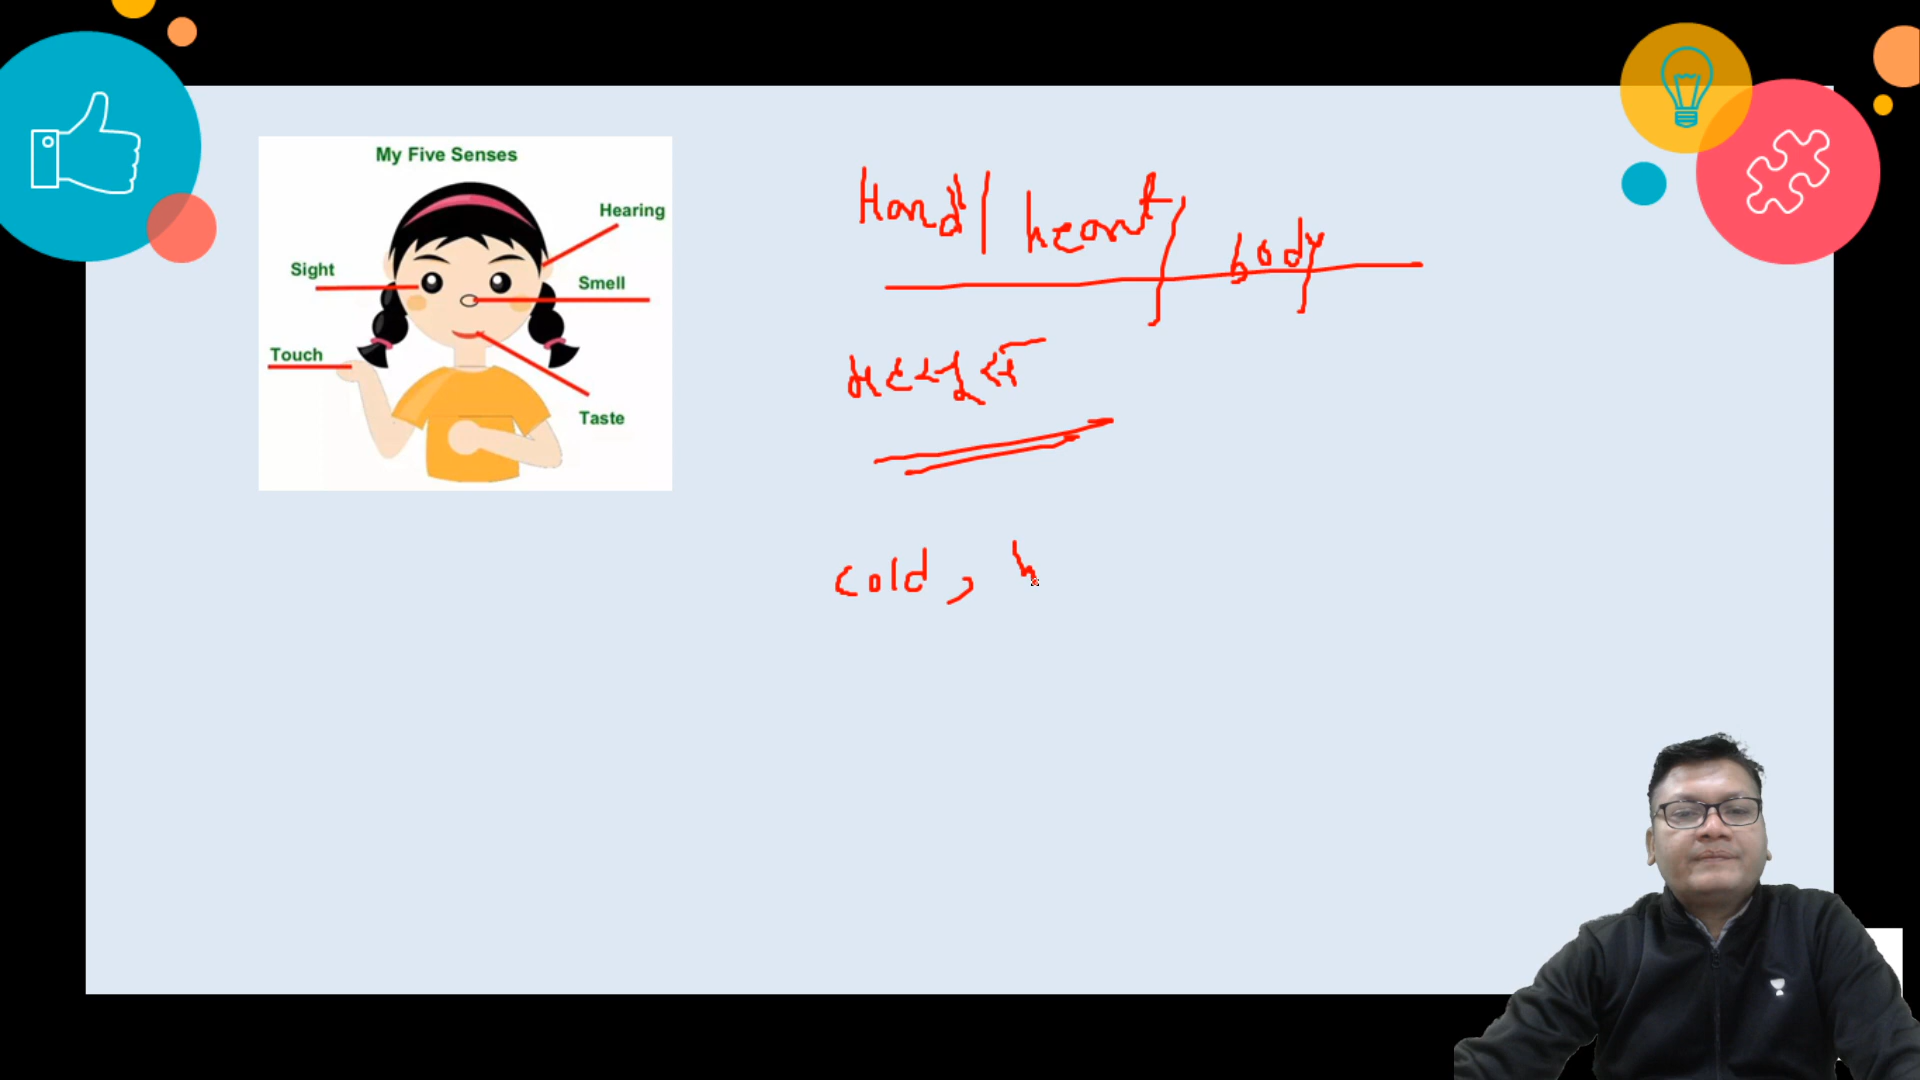 My Five Senses
Hearing
Sight
Smell
Touch
Taste
Hand| heart/ body
cold, h